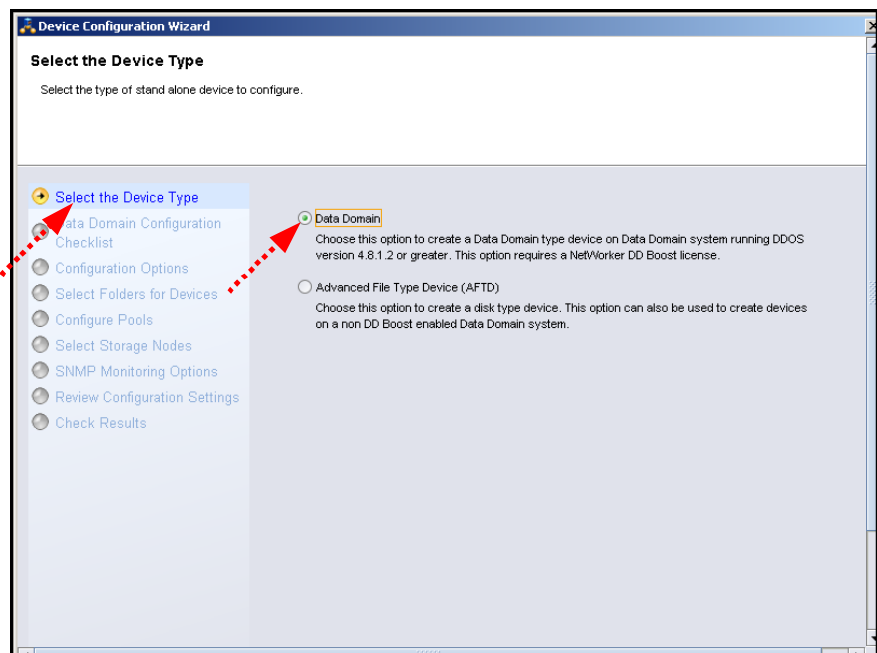 Device Configuration Wizard
Select the Device Type
Select the type of stand alone device to configure.
Select the Device Type
Data Domain Configuration
Checklist
Configuration Options
Select Folders for Devices
Configure Pools
Select Storage Nodes
SNMP Monitoring Options
Review Configuration Settings
Check Results
Data Domain
Choose this option to create a Data Domain type device on Data Domain system running DDOS
version 4.8.1.2 or greater. This option requires a NetWorker DD Boost license.
Advanced File Type Device (AFTD)
Choose this option to create a disk type device. This option can also be used to create devices
on a non DD Boost enabled Data Domain system.